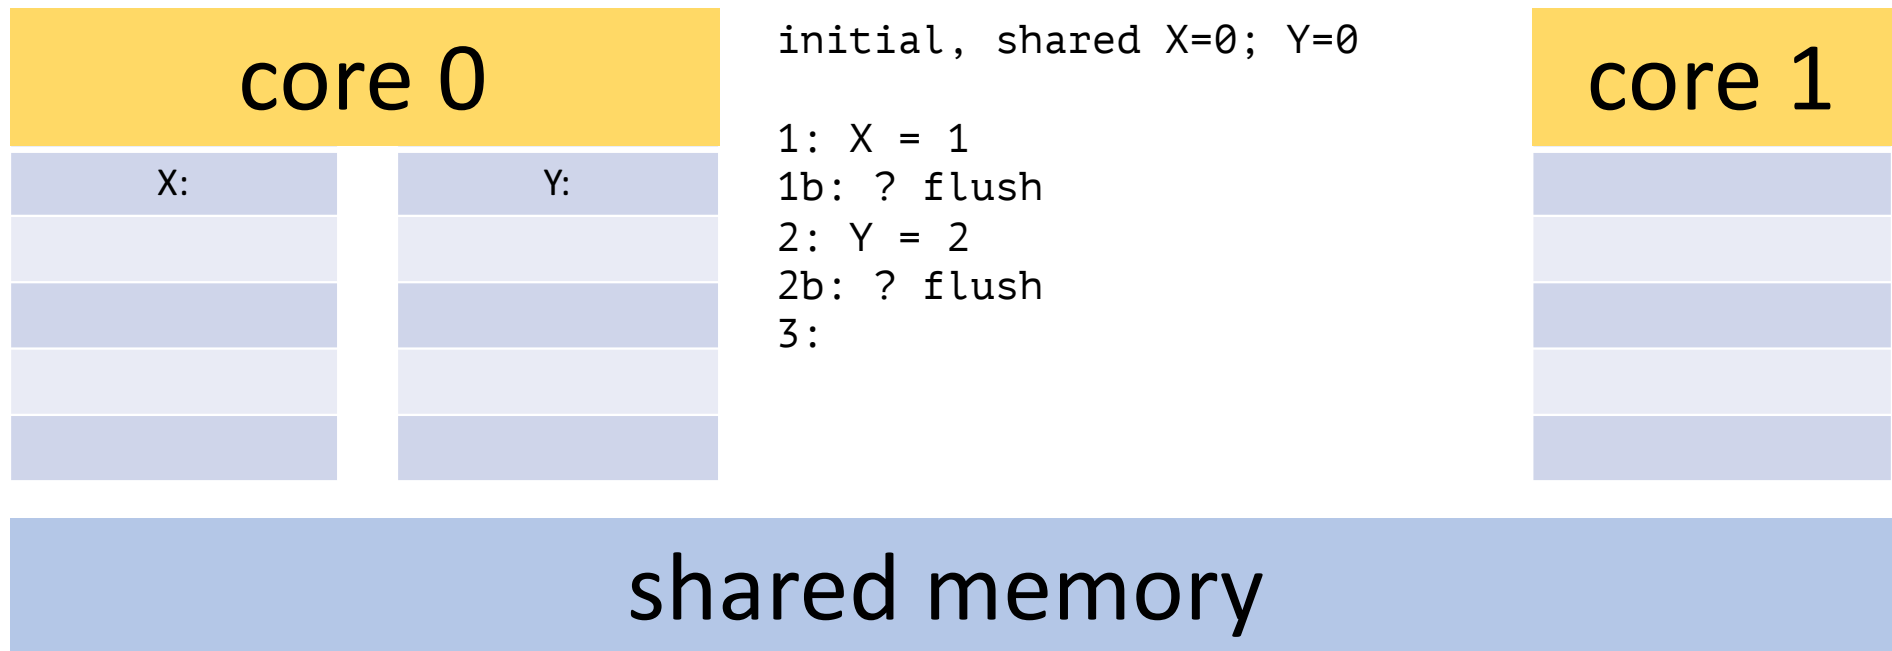 core 0
X:
Y:
initial, shared X=0; Y=0
1: X = 1
1b: ? flush
2: Y = 2
2b: ? flush
3:
core 1
shared memory